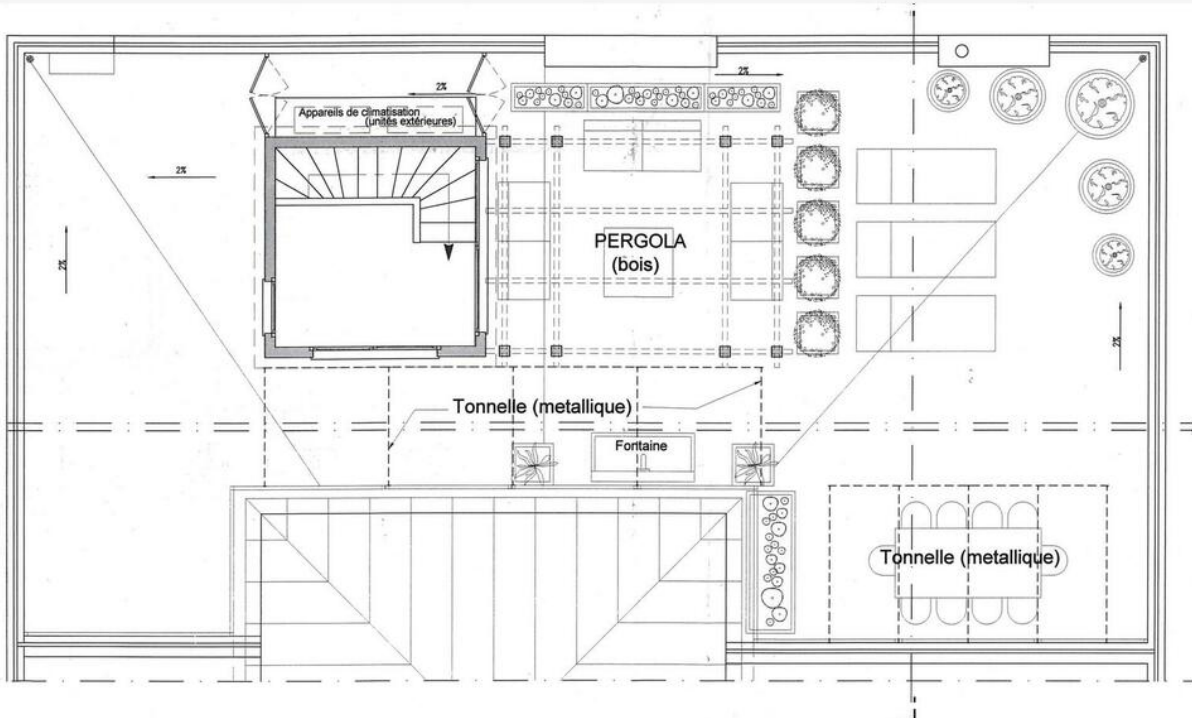 2%
2%
Appareils de climatisation
(unités extérieures)
2%
PERGOLA
(bois)
2%
2%
Tonnelle (metallique)
Fontaine
Tonnelle (metallique)